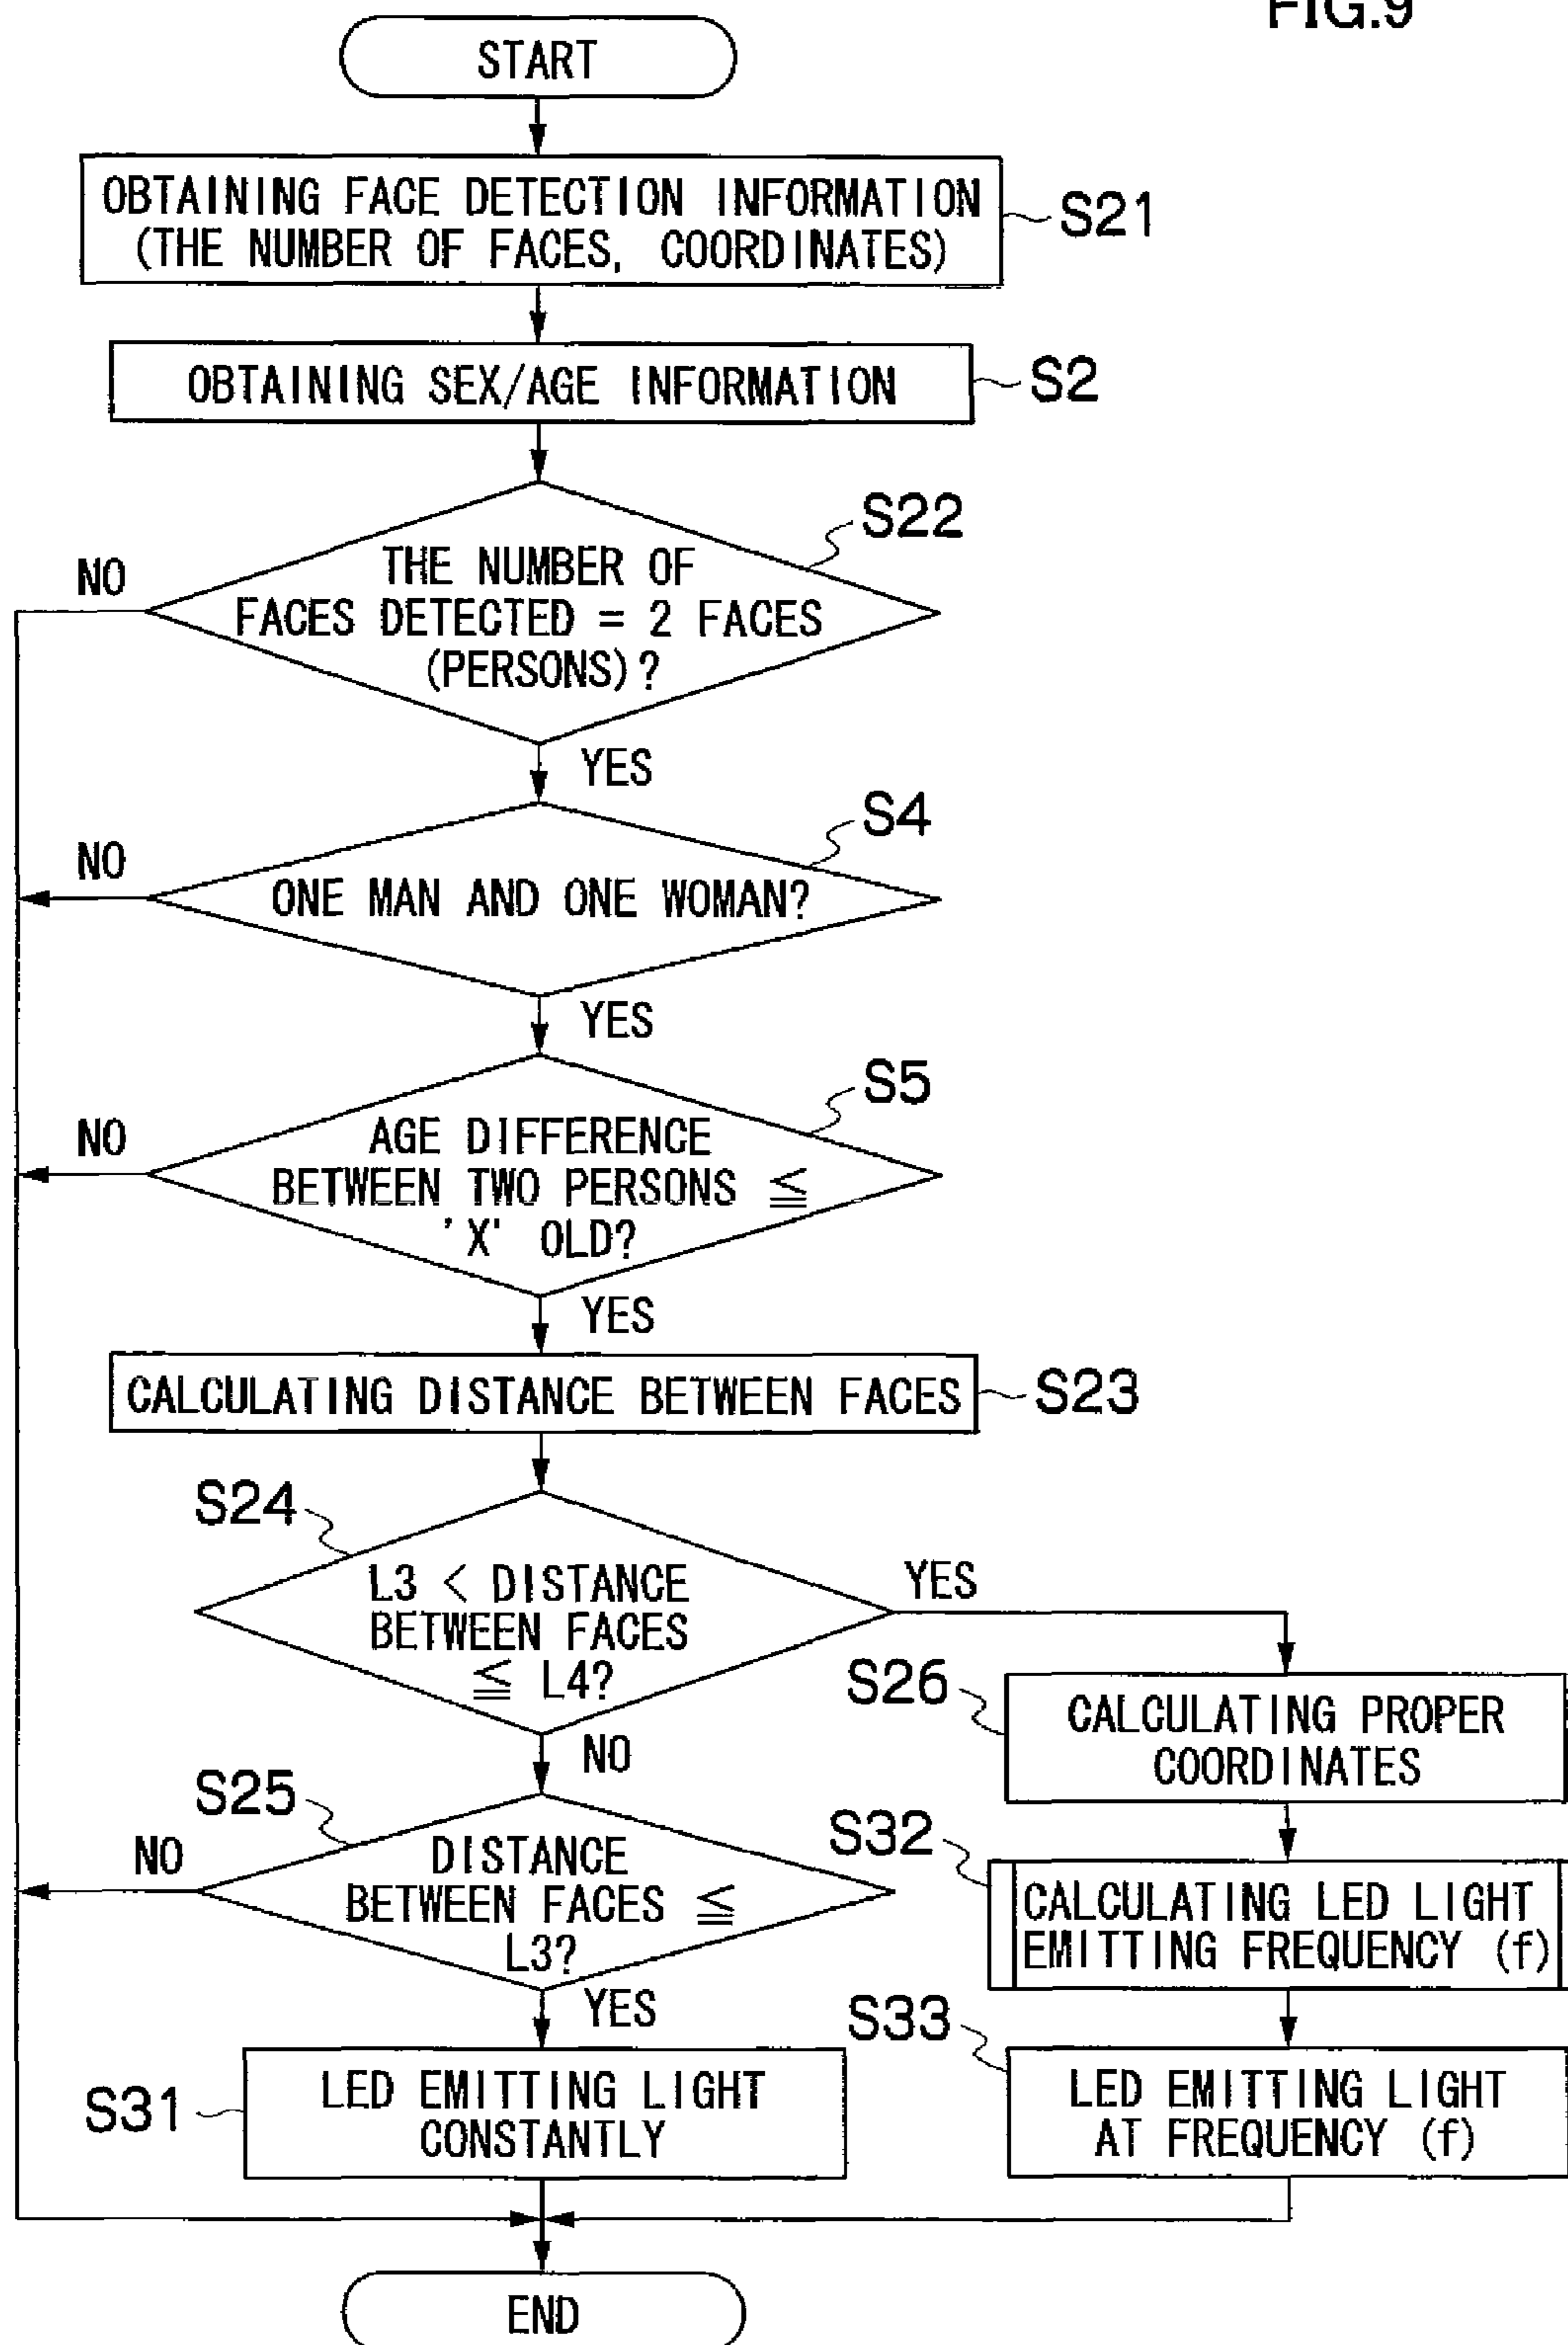 FIG.9
START
OBTAINING FACE DETECTION INFORMATION
(THE NUMBER OF FACES, COORDINATES)
S21
OBTAINING SEX/AGE INFORMATION
S2
S22
THE NUMBER OF
FACES DETECTED = 2 FACES
(PERSONS)?
NO
YES
S4
ONE MAN AND ONE WOMAN?
NO
YES
S5
AGE DIFFERENCE
BETWEEN TWO PERSONS ≦
'X' OLD?
NO
YES
CALCULATING DISTANCE BETWEEN FACES
S23
S24
L3 < DISTANCE
BETWEEN FACES
≦ L4?
YES
NO
S26
CALCULATING PROPER
COORDINATES
S25
DISTANCE
BETWEEN FACES ≦
L3?
NO
YES
S32
CALCULATING LED LIGHT
EMITTING FREQUENCY (f)
S31
LED EMITTING LIGHT
CONSTANTLY
S33
LED EMITTING LIGHT
AT FREQUENCY (f)
END